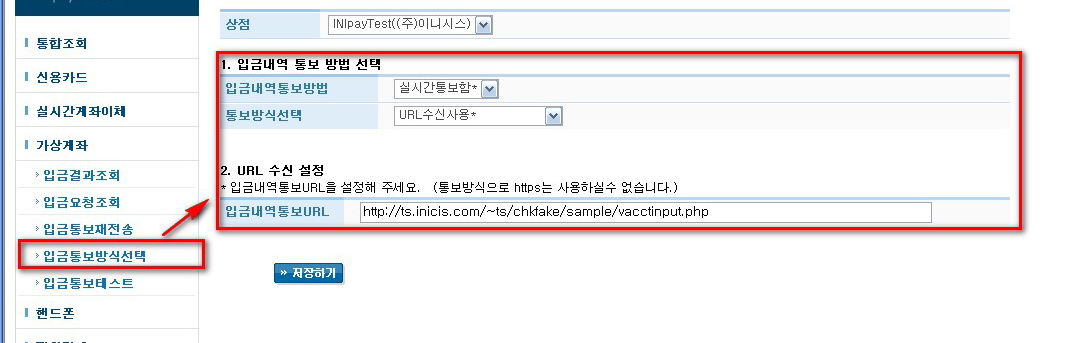 통합조회
신용카드
실시간계좌이체
가상계좌
입금결과조회
입금요청조회
입금통보재전송
입금통보방식선택
입금통보테스트
핸드폰
상점 INIpayTest((주)이니시스)
1. 입금내역 통보 방법 선택
입금내역통보방법 실시간통보함*
통보방식선택 URL수신사용*
2. URL 수신 설정
* 입금내역통보URL을 설정해 주세요. (통보방식으로 https는 사용하실수 없습니다.)
입금내역통보URL http://ts.inicis.com/~ts/chkfake/sample/vacctinput.php
» 저장하기